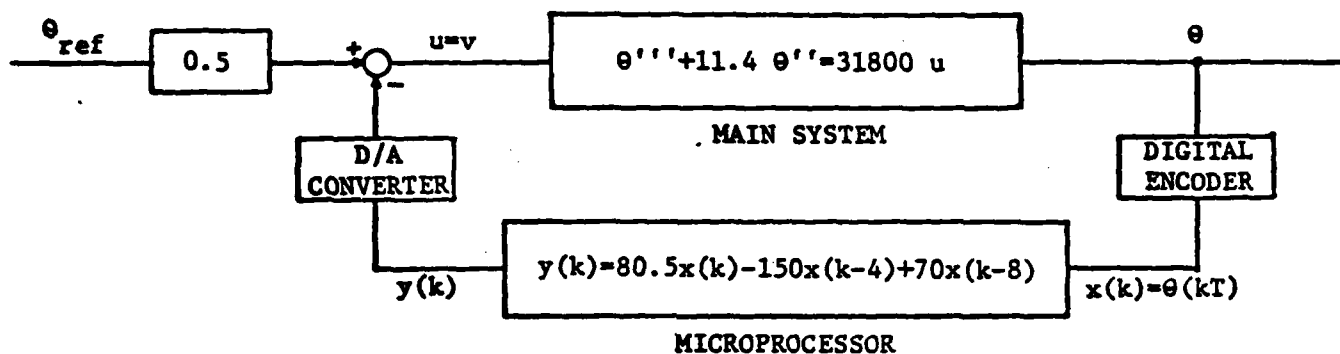 θref
0.5
+
-
u=v
θ'''+11.4 θ''=31800 u
θ
MAIN SYSTEM
D/A
CONVERTER
DIGITAL
ENCODER
y(k)=80.5x(k)-150x(k-4)+70x(k-8)
y(k)
x(k)=θ(kT)
MICROPROCESSOR